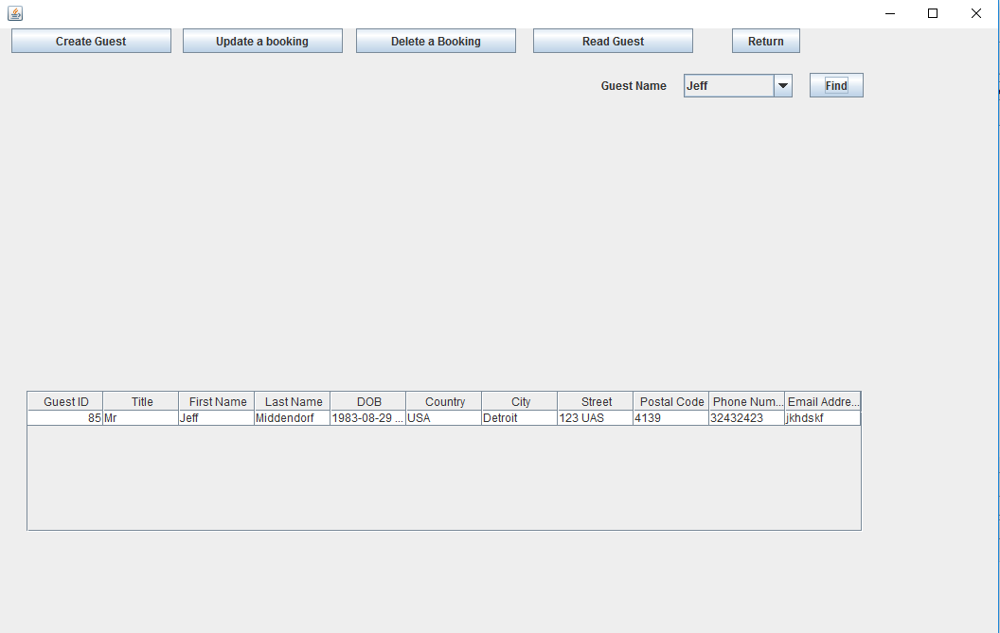 Create Guest Update a booking Delete a Booking Read Guest Return
Guest Name Jeff Find
Guest ID Title First Name Last Name DOB Country City Street Postal Code Phone Num... Email Addre...
85 Mr Jeff Middendorf 1983-08-29 ... USA Detroit 123 UAS 4139 32432423 jkhdskf